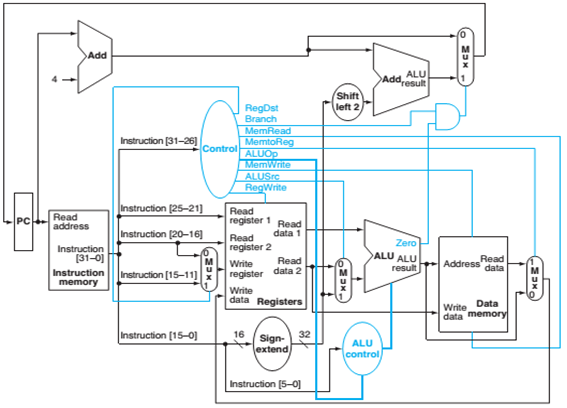 0
M
u
x
1
Add
4
Add
ALU
result
Shift
left 2
RegDst
Branch
MemRead
MemtoReg
ALUOp
MemWrite
ALUSrc
RegWrite
Control
Instruction [31–26]
Instruction [25–21]
Instruction [20–16]
Instruction [15–11]
Instruction [15–0]
Instruction [5–0]
PC
Read
address
Instruction
[31–0]
Instruction
memory
0
M
u
x
1
Read
register 1
Read
register 2
Write
register
Write
data
Read
data 1
Read
data 2
Registers
0
M
u
x
1
Zero
ALU
ALU
result
Address
Read
data
Write
data
Data
memory
1
M
u
x
0
16
Sign-
extend
32
ALU
control